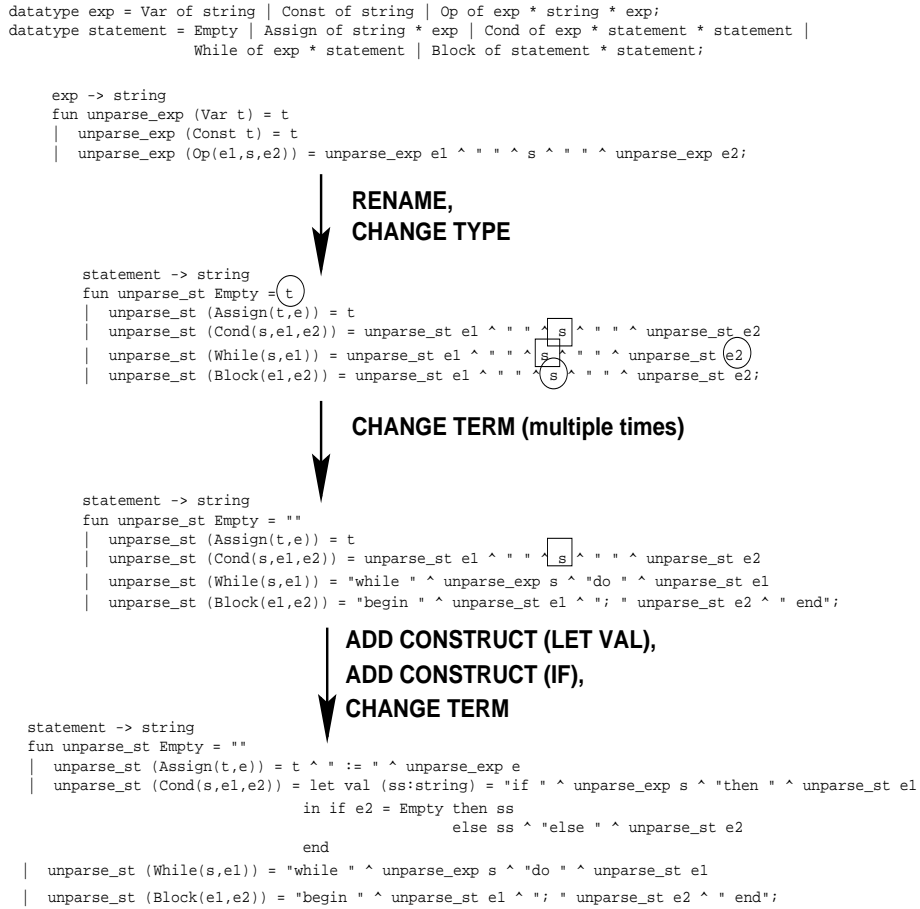 datatype exp = Var of string | Const of string | Op of exp * string * exp;
datatype statement = Empty | Assign of string * exp | Cond of exp * statement * statement |
While of exp * statement | Block of statement * statement;
exp -> string
fun unparse_exp (Var t) = t
| unparse_exp (Const t) = t
| unparse_exp (Op(e1,s,e2)) = unparse_exp e1 ^ " " ^ s ^ " " ^ unparse_exp e2;
RENAME,
CHANGE TYPE
statement -> string
fun unparse_st Empty = t
| unparse_st (Assign(t,e)) = t
| unparse_st (Cond(s,e1,e2)) = unparse_st e1 ^ " " ^ s ^ " " ^ unparse_st e2
| unparse_st (While(s,e1)) = unparse_st e1 ^ " " ^ s ^ " " ^ unparse_st e2
| unparse_st (Block(e1,e2)) = unparse_st e1 ^ " " ^ s ^ " " ^ unparse_st e2;
CHANGE TERM (multiple times)
statement -> string
fun unparse_st Empty = ""
| unparse_st (Assign(t,e)) = t
| unparse_st (Cond(s,e1,e2)) = unparse_st e1 ^ " " ^ s ^ " " ^ unparse_st e2
| unparse_st (While(s,e1)) = "while " ^ unparse_exp s ^ "do " ^ unparse_st e1
| unparse_st (Block(e1,e2)) = "begin " ^ unparse_st e1 ^ "; " unparse_st e2 ^ " end";
ADD CONSTRUCT (LET VAL),
ADD CONSTRUCT (IF),
CHANGE TERM
statement -> string
fun unparse_st Empty = ""
| unparse_st (Assign(t,e)) = t ^ " := " ^ unparse_exp e
| unparse_st (Cond(s,e1,e2)) = let val (ss:string) = "if " ^ unparse_exp s ^ "then " ^ unparse_st e1
in if e2 = Empty then ss
else ss ^ "else " ^ unparse_st e2
end
| unparse_st (While(s,e1)) = "while " ^ unparse_exp s ^ "do " ^ unparse_st e1
| unparse_st (Block(e1,e2)) = "begin " ^ unparse_st e1 ^ "; " unparse_st e2 ^ " end";